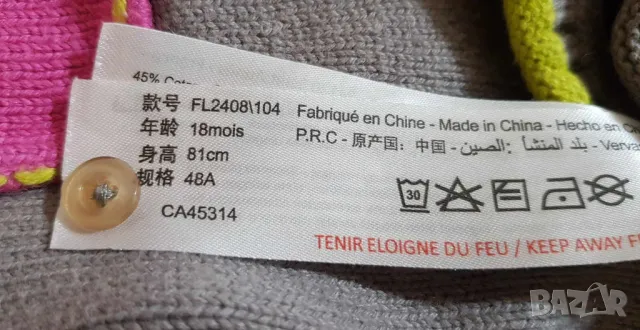 45%
款号 FL2408\104 Fabriqué en Chine - Made in China - Hecho en
年龄 18mois P.R.C - 原产国: 中国 - بلد المنشأ: الصين -
身高 81cm
规格 48A
30
CA45314
TENIR ELOIGNE DU FEU / KEEP AWAY
BAZAR